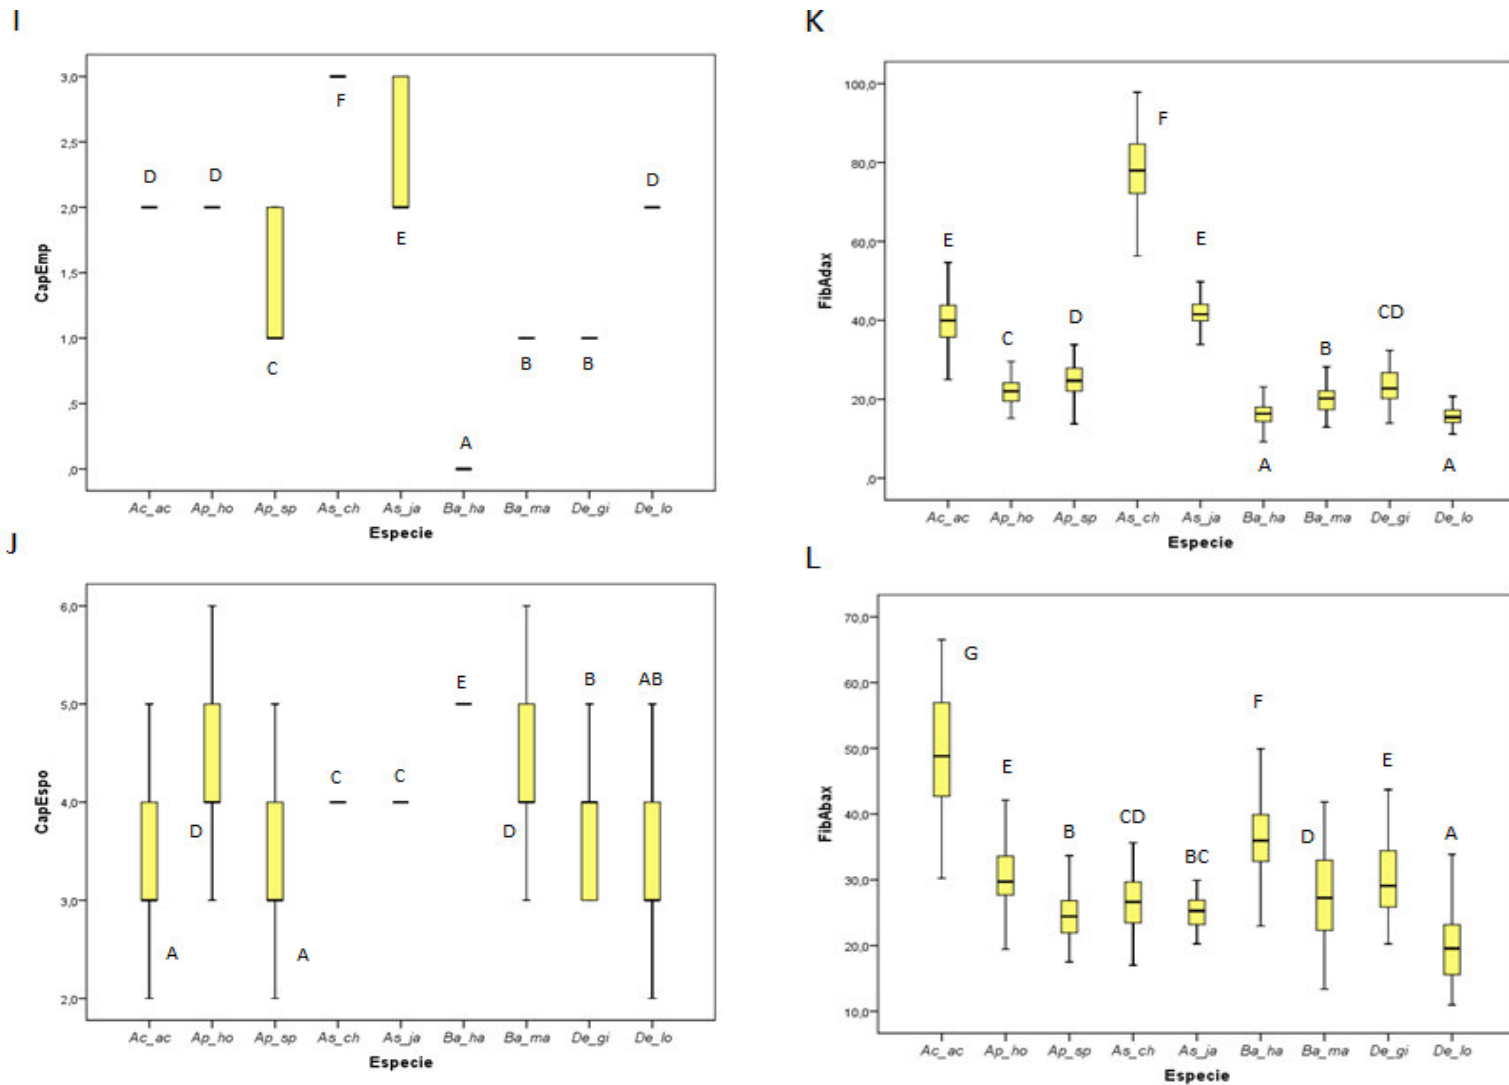 I
CapEmp
3,0
2,5
2,0
1,5
1,0
,5
,0
D
D
C
F
E
A
B
B
D
Ac_ac Ap_ho Ap_sp As_ch As_ja Ba_ha Ba_ma De_gi De_lo
Especie
K
FibAdax
100,0
80,0
60,0
40,0
20,0
,0
E
C
D
F
E
A
B
CD
A
Ac_ac Ap_ho Ap_sp As_ch As_ja Ba_ha Ba_ma De_gi De_lo
Especie
J
CapEspo
6,0
5,0
4,0
3,0
2,0
A
D
A
C
C
E
D
B
AB
Ac_ac Ap_ho Ap_sp As_ch As_ja Ba_ha Ba_ma De_gi De_lo
Especie
L
FibAbax
70,0
60,0
50,0
40,0
30,0
20,0
10,0
G
E
B
CD
BC
F
D
E
A
Ac_ac Ap_ho Ap_sp As_ch As_ja Ba_ha Ba_ma De_gi De_lo
Especie